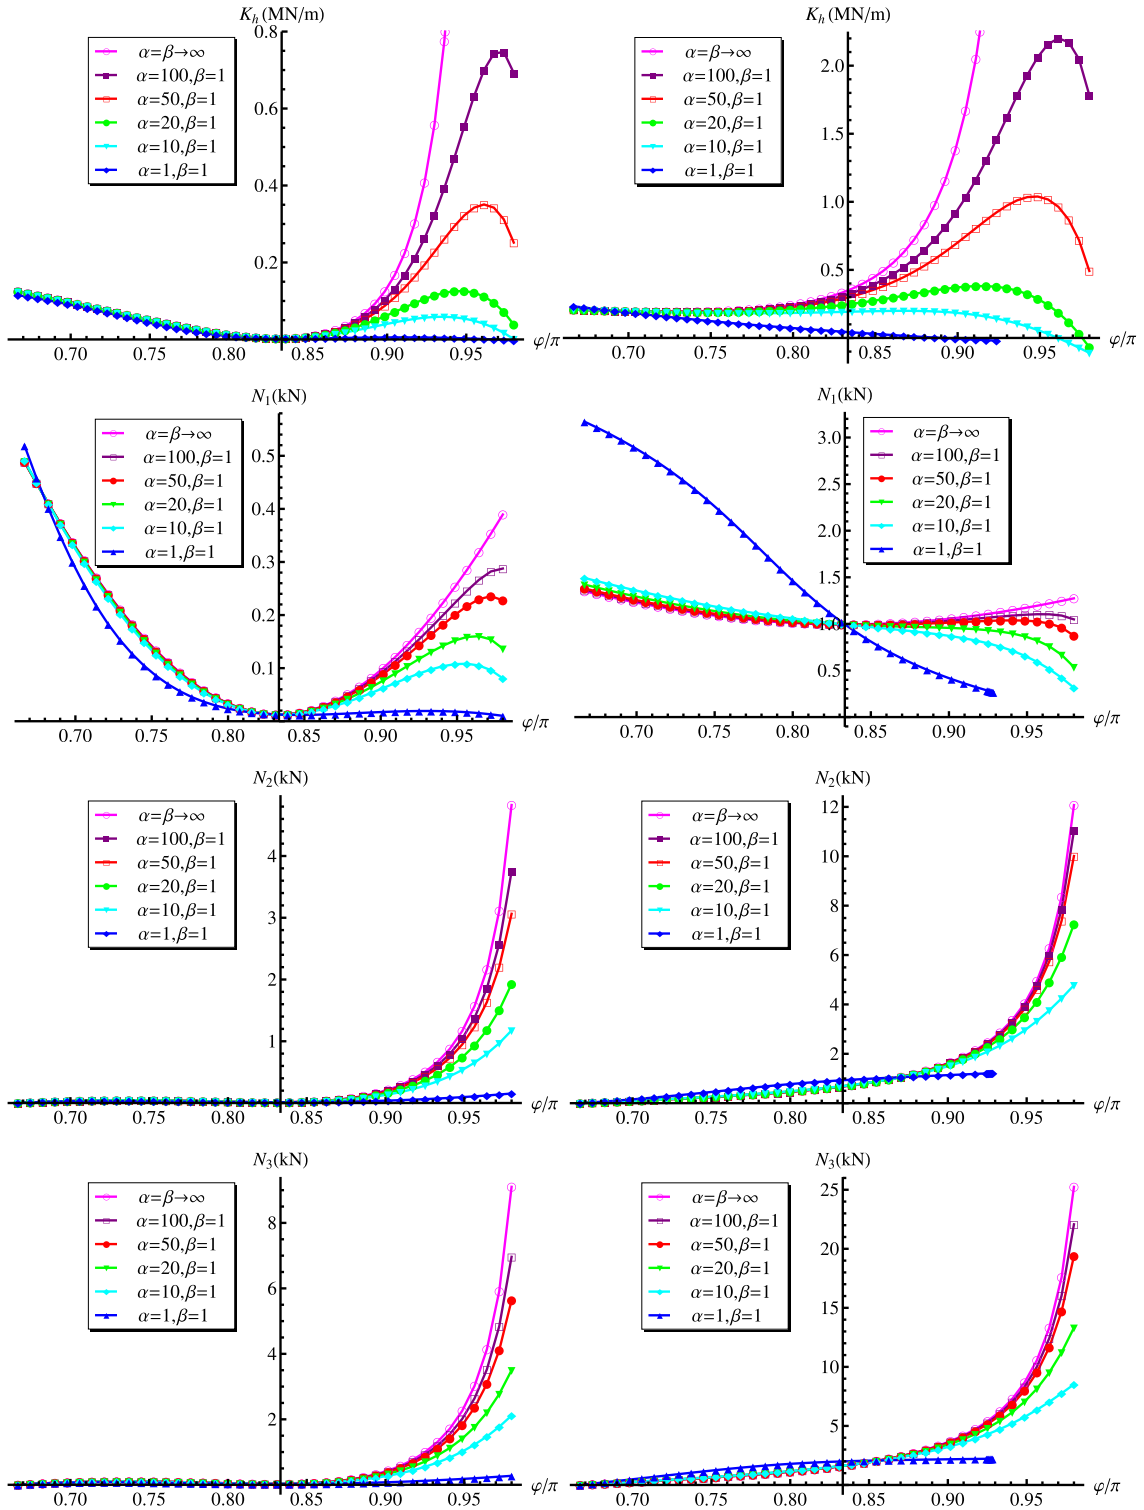 K_h(MN/m)
0.8
0.6
0.4
0.2
0.70
0.75
0.80
0.85
0.90
0.95
φ/π
α=β→∞
α=100,β=1
α=50,β=1
α=20,β=1
α=10,β=1
α=1,β=1
K_h(MN/m)
2.0
1.5
1.0
0.5
0.70
0.75
0.80
0.85
0.90
0.95
φ/π
α=β→∞
α=100,β=1
α=50,β=1
α=20,β=1
α=10,β=1
α=1,β=1
N_1(kN)
0.5
0.4
0.3
0.2
0.1
0.70
0.75
0.80
0.85
0.90
0.95
φ/π
α=β→∞
α=100,β=1
α=50,β=1
α=20,β=1
α=10,β=1
α=1,β=1
N_1(kN)
3.0
2.5
2.0
1.5
1.0
0.5
0.70
0.75
0.80
0.85
0.90
0.95
φ/π
α=β→∞
α=100,β=1
α=50,β=1
α=20,β=1
α=10,β=1
α=1,β=1
N_2(kN)
4
3
2
1
0.70
0.75
0.80
0.85
0.90
0.95
φ/π
α=β→∞
α=100,β=1
α=50,β=1
α=20,β=1
α=10,β=1
α=1,β=1
N_2(kN)
12
10
8
6
4
2
0.70
0.75
0.80
0.85
0.90
0.95
φ/π
α=β→∞
α=100,β=1
α=50,β=1
α=20,β=1
α=10,β=1
α=1,β=1
N_3(kN)
8
6
4
2
0.70
0.75
0.80
0.85
0.90
0.95
φ/π
α=β→∞
α=100,β=1
α=50,β=1
α=20,β=1
α=10,β=1
α=1,β=1
N_3(kN)
25
20
15
10
5
0.70
0.75
0.80
0.85
0.90
0.95
φ/π
α=β→∞
α=100,β=1
α=50,β=1
α=20,β=1
α=10,β=1
α=1,β=1